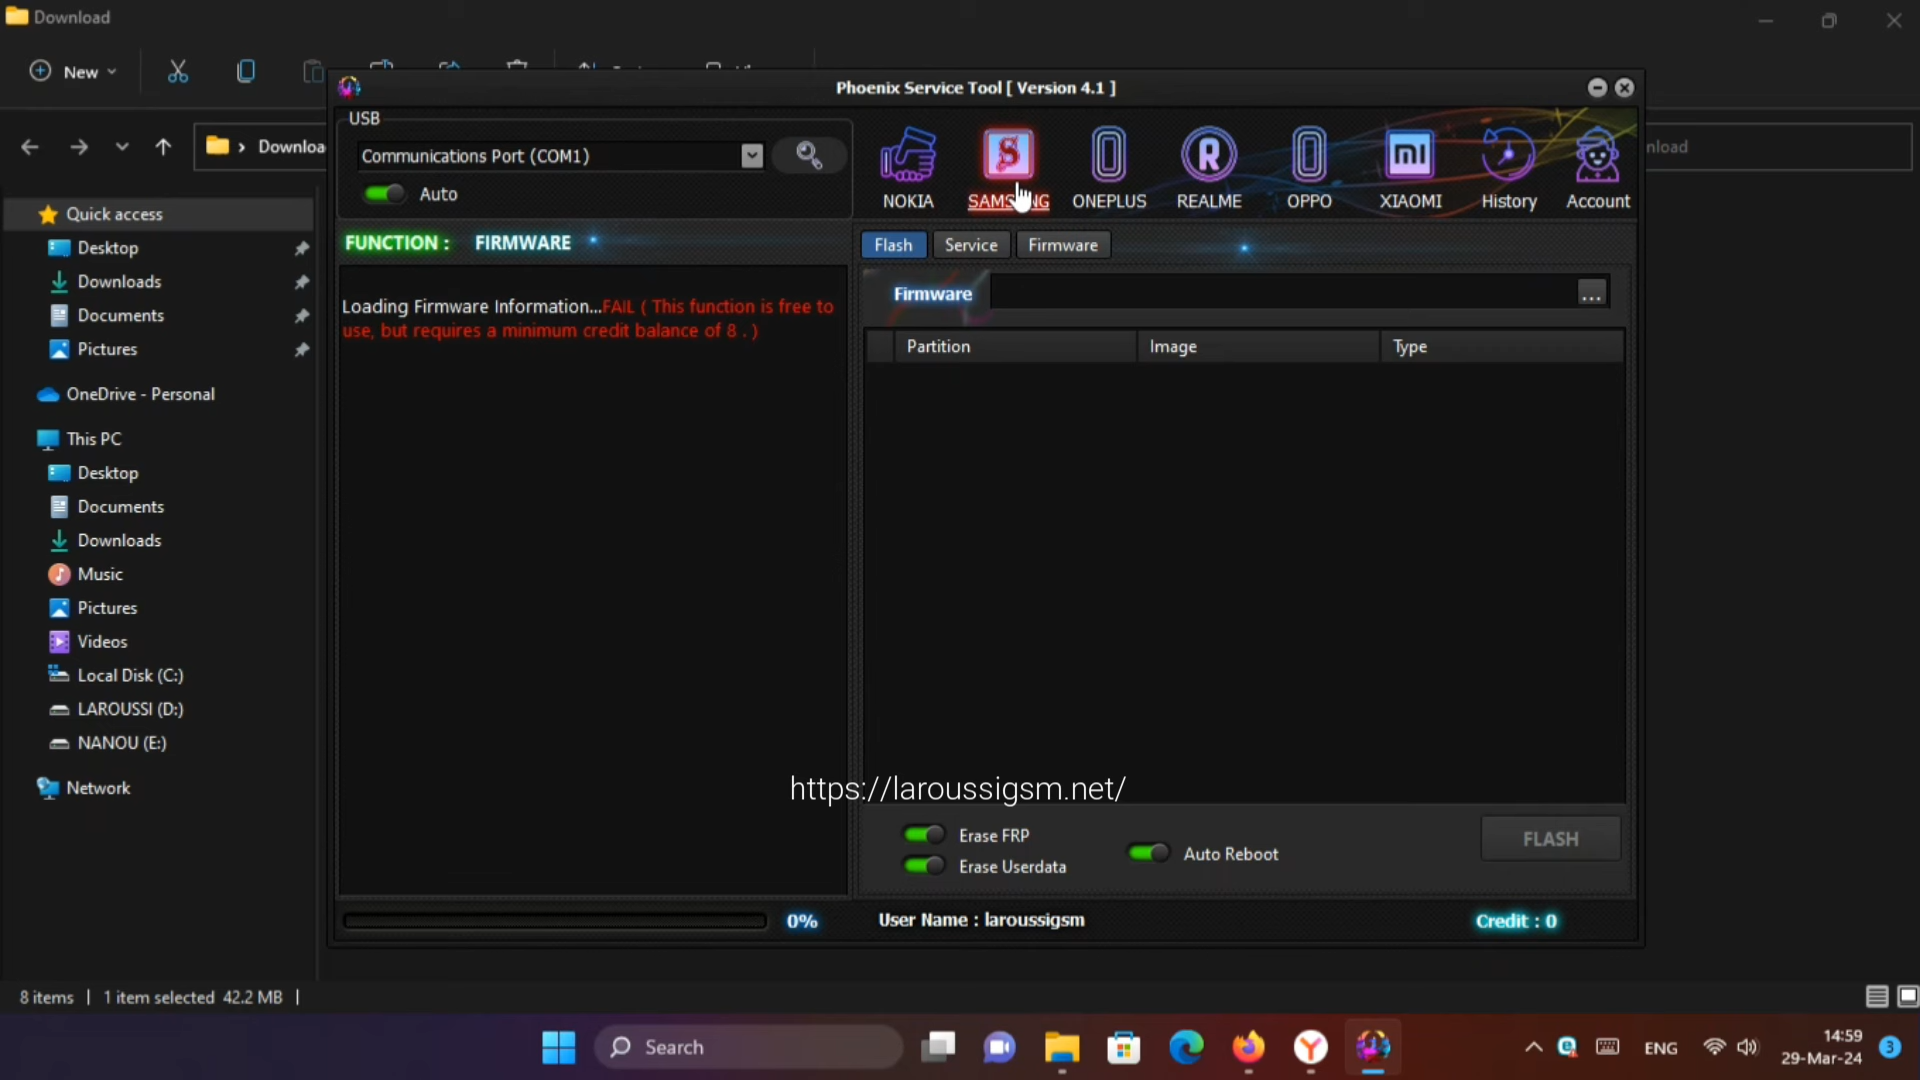 Download
New
Phoenix Service Tool [ Version 4.1 ]
USB
Communications Port (COM1)
Auto
NOKIA
SAMSUNG
ONEPLUS
REALME
OPPO
XIAOMI
History
Account
Quick access
Desktop
Downloads
Documents
Pictures
OneDrive - Personal
This PC
Desktop
Documents
Downloads
Music
Pictures
Videos
Local Disk (C:)
LAROUSSI (D:)
NANOU (E:)
Network
FUNCTION : FIRMWARE
Loading Firmware Information...FAIL ( This function is free to
use, but requires a minimum credit balance of 8 . )
Flash
Service
Firmware
Firmware
...
Partition
Image
Type
https://laroussigsm.net/
Erase FRP
Erase Userdata
Auto Reboot
FLASH
0%
User Name : laroussigsm
Credit : 0
8 items
1 item selected 42.2 MB
Search
ENG
14:59
29-Mar-24
3